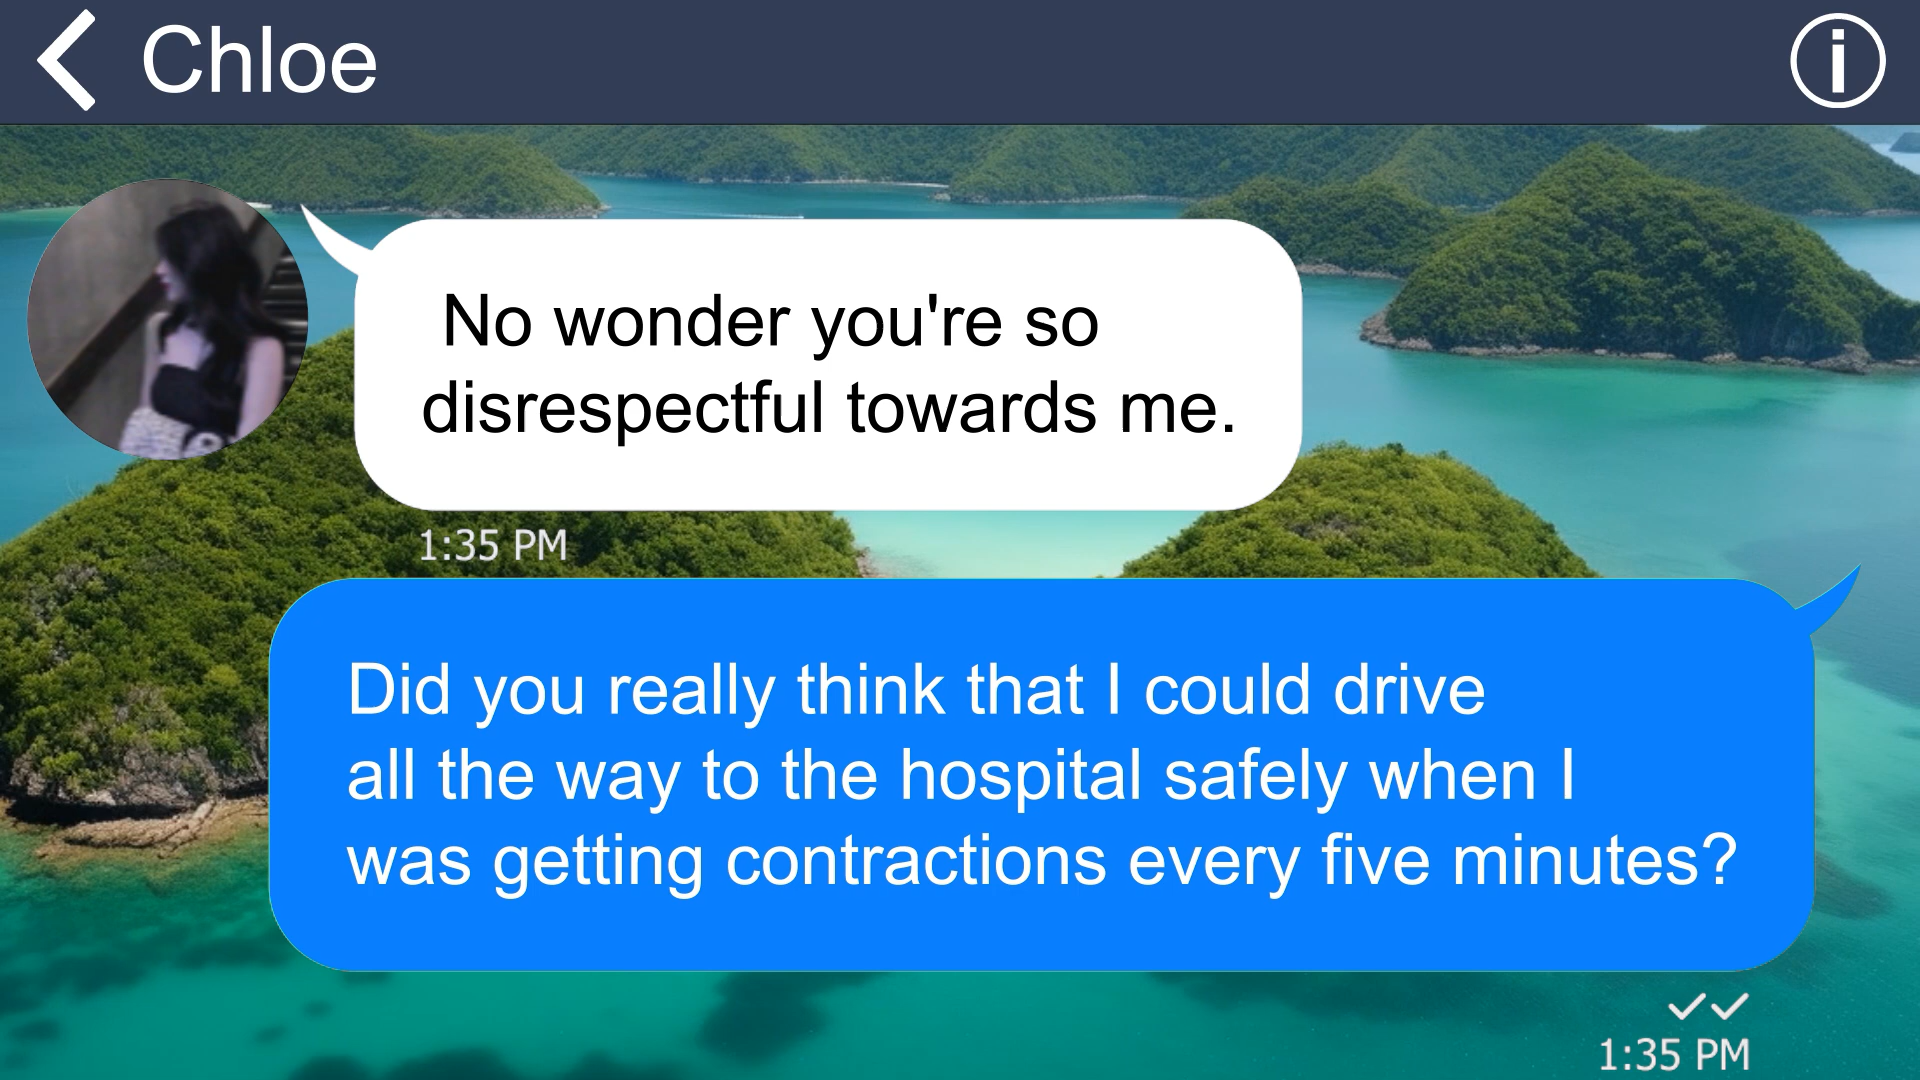 Chloe
No wonder you're so
disrespectful towards me.
1:35 PM
Did you really think that I could drive
all the way to the hospital safely when I
was getting contractions every five minutes?
1:35 PM